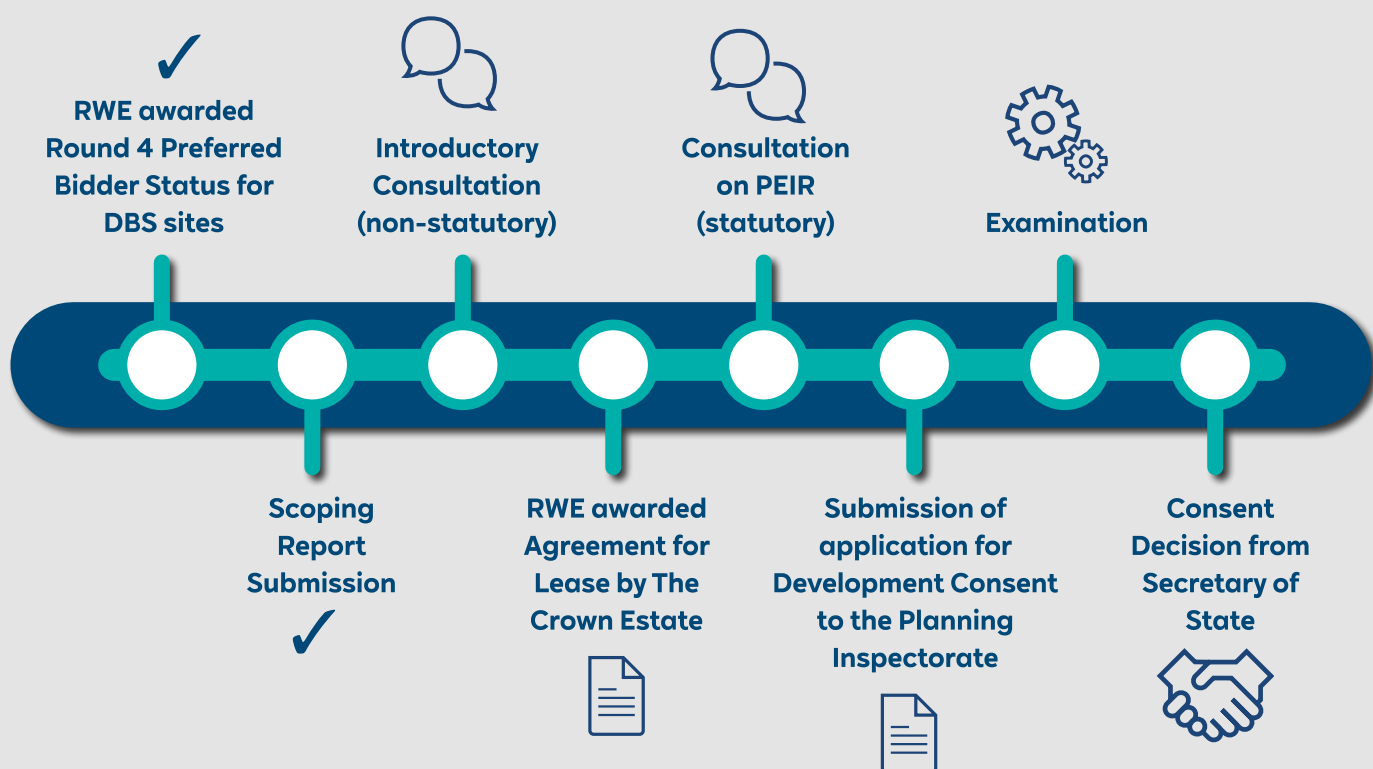 RWE awarded
Round 4 Preferred
Bidder Status for
DBS sites
Introductory
Consultation
(non-statutory)
Consultation
on PEIR
(statutory)
Examination
Scoping
Report
Submission
RWE awarded
Agreement for
Lease by The
Crown Estate
Submission of
application for
Development Consent
to the Planning
Inspectorate
Consent
Decision from
Secretary of
State